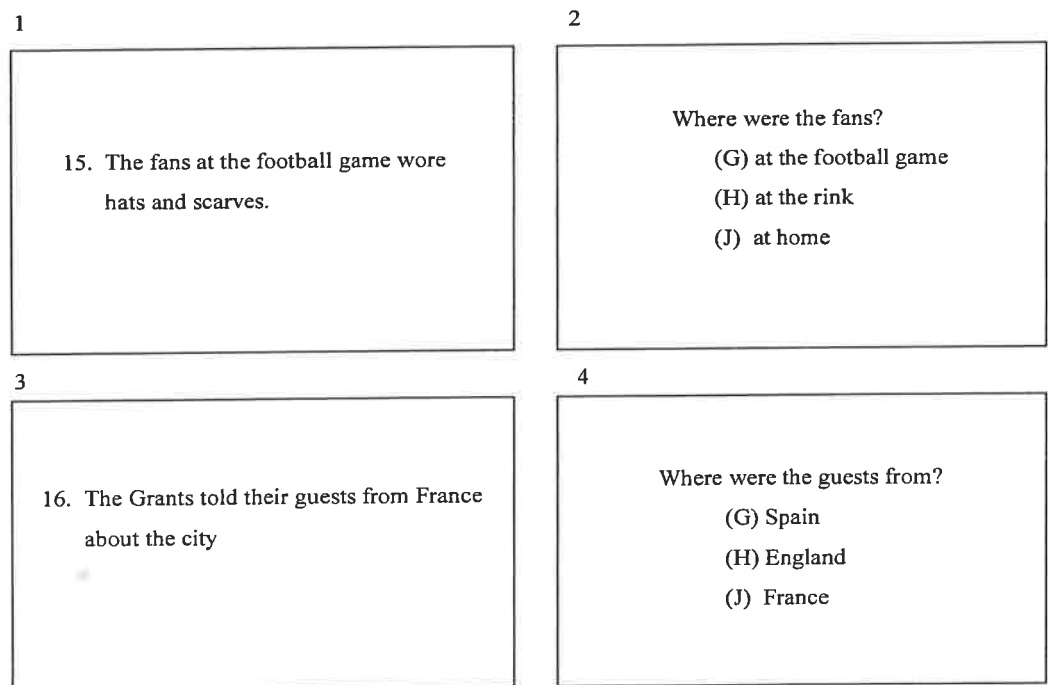 1
15. The fans at the football game wore
hats and scarves.
2
Where were the fans?
(G) at the football game
(H) at the rink
(J) at home
3
16. The Grants told their guests from France
about the city
4
Where were the guests from?
(G) Spain
(H) England
(J) France